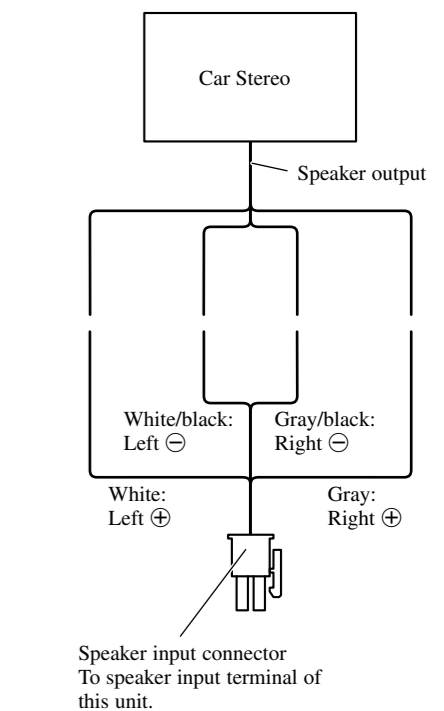 Car Stereo
Speaker output
White/black:
Left ⊖
Gray/black:
Right ⊖
White:
Left ⊕
Gray:
Right ⊕
Speaker input connector
To speaker input terminal of
this unit.